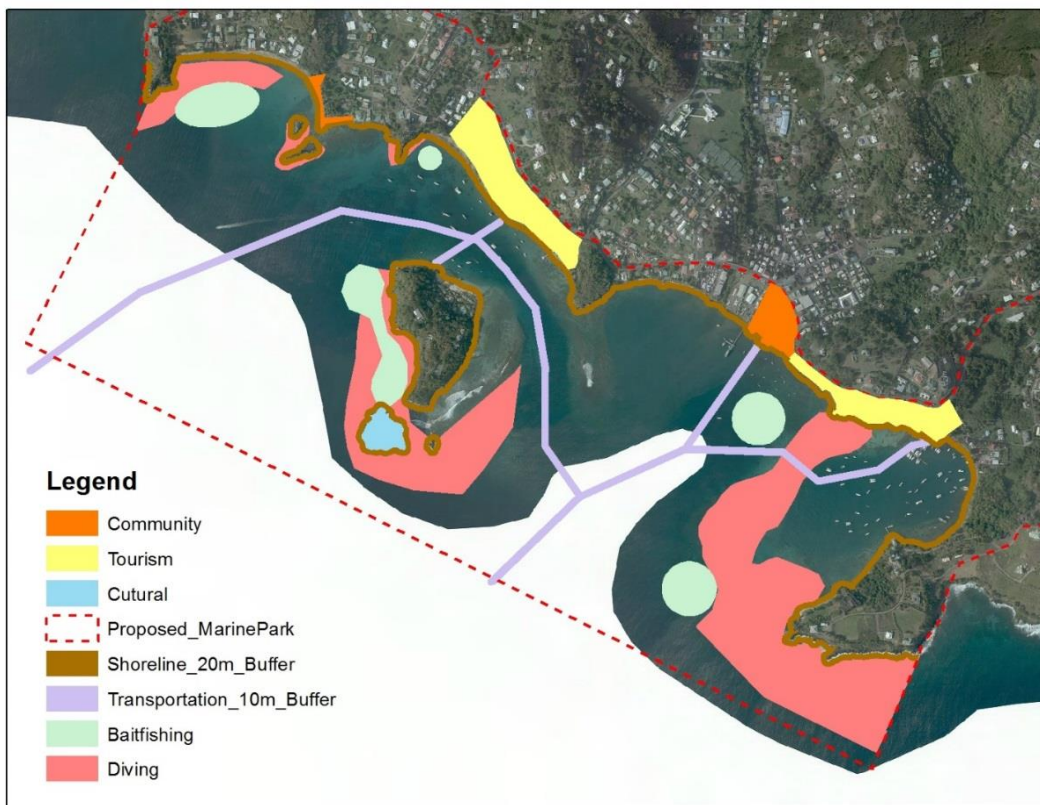 Legend
Community
Tourism
Cutural
Proposed_MarinePark
Shoreline_20m_Buffer
Transportation_10m_Buffer
Baitfishing
Diving